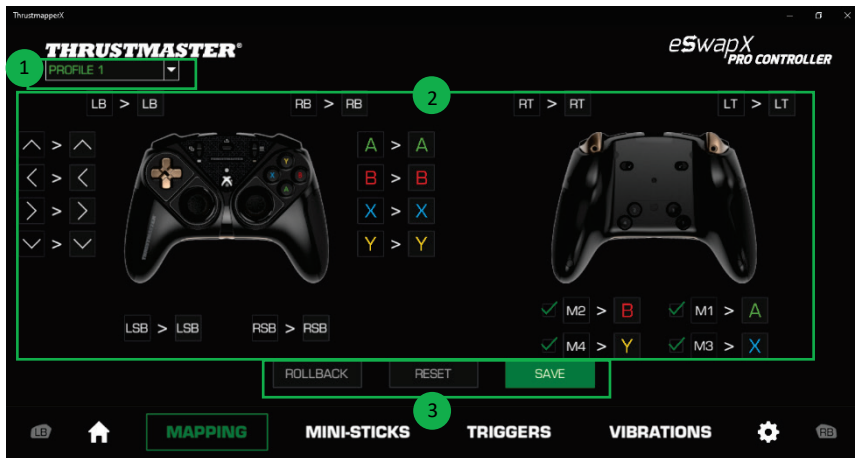 ThrustmapperX
THRUSTMASTER®
eSwapX
PRO CONTROLLER
1
PROFILE 1
2
LB > LB
RB > RB
RT > RT
LT > LT
A > A
B > B
X > X
Y > Y
Y
X
B
A
LSB > LSB
RSB > RSB
M2 > B
M1 > A
M4 > Y
M3 > X
ROLLBACK
RESET
SAVE
3
LB
MAPPING
MINI-STICKS
TRIGGERS
VIBRATIONS
RB